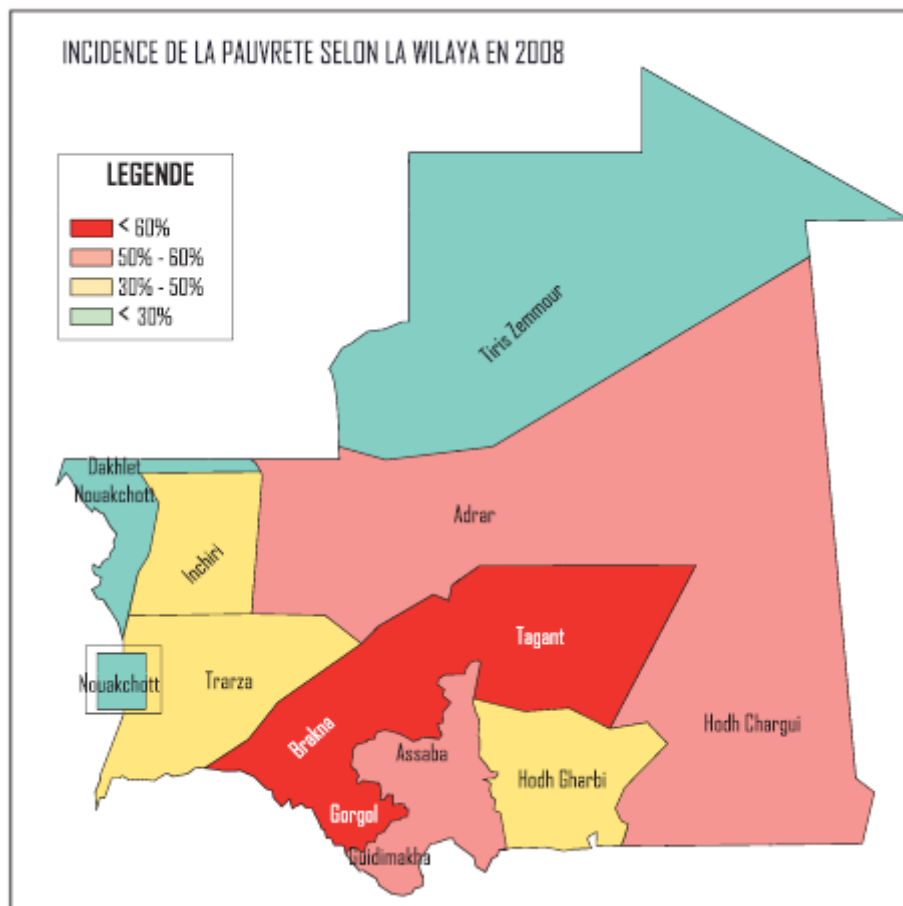 INCIDENCE DE LA PAUVRETE SELON LA WILAYA EN 2008
LEGENDE
< 60%
50% - 60%
30% - 50%
< 30%
Tiris Zemmour
Dakhlet
Nouakchott
Inchiri
Adrar
Tagant
Nouakchott
Trarza
Brakna
Assaba
Hodh Chargui
Hodh Gharbi
Gorgol
Guidimakha